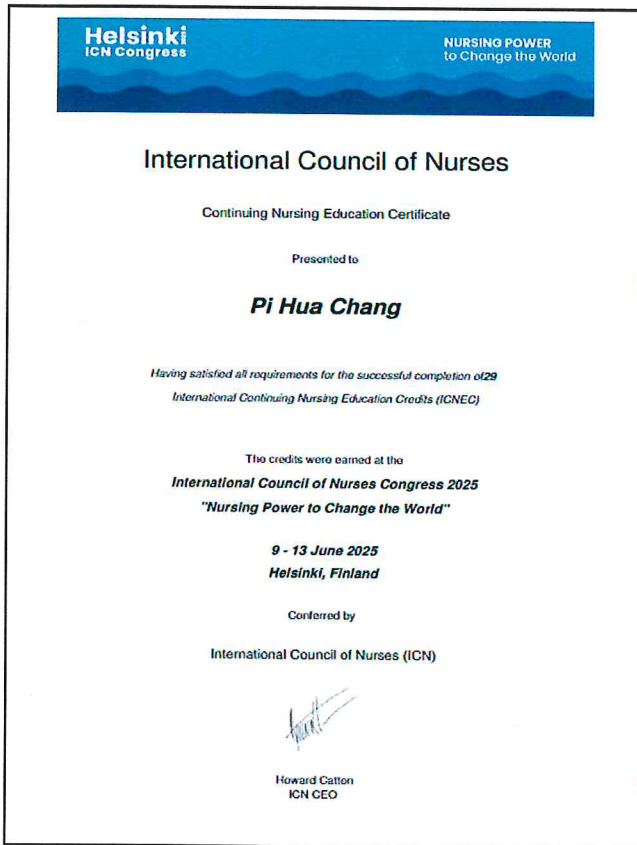 Helsinki
ICN Congress
NURSING POWER
to Change the World
International Council of Nurses
Continuing Nursing Education Certificate
Presented to
Pi Hua Chang
Having satisfied all requirements for the successful completion of29
International Continuing Nursing Education Credits (ICNEC)
The credits were earned at the
International Council of Nurses Congress 2025
"Nursing Power to Change the World"
9 - 13 June 2025
Helsinki, Finland
Conferred by
International Council of Nurses (ICN)
Howard Catton
ICN CEO